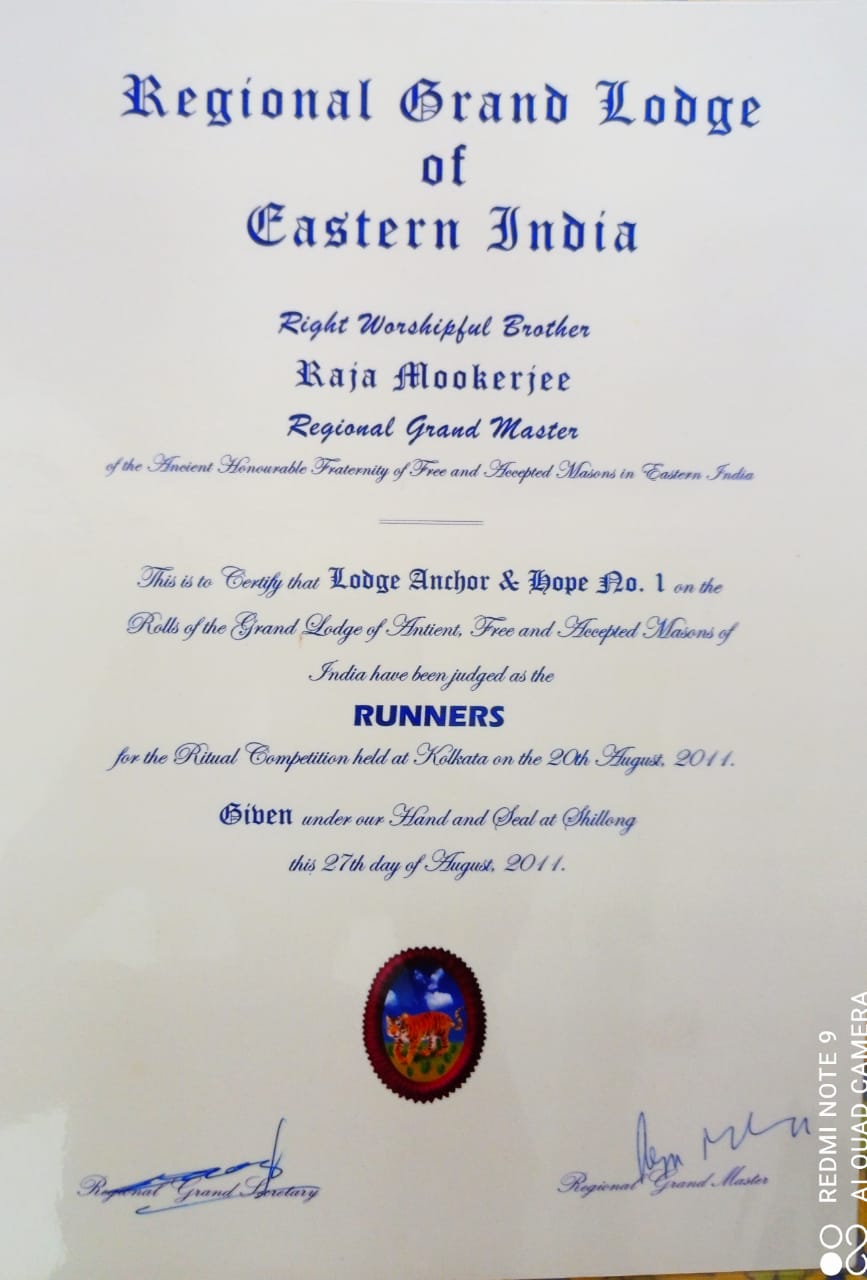 Regional Grand Lodge
of
Eastern India
Right Worshipful Brother
Raja Mookerjee
Regional Grand Master
of the Ancient Honourable Fraternity of Free and Accepted Masons in Eastern India
This is to Certify that Lodge Anchor & Hope No. 1 on the
Rolls of the Grand Lodge of Antient, Free and Accepted Masons of
India have been judged as the
RUNNERS
for the Ritual Competition held at Kolkata on the 20th August, 2011.
Given under our Hand and Seal at Shillong
this 27th day of August, 2011.
Regional Grand Secretary
Regional Grand Master
REDMI NOTE 9
AI QUAD CAMERA